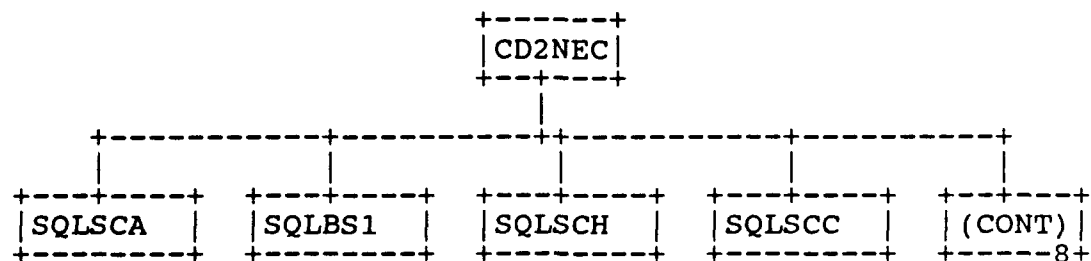 CD2NEC
SQLSCA SQLBS1 SQLSCH SQLSCC (CONT)
8